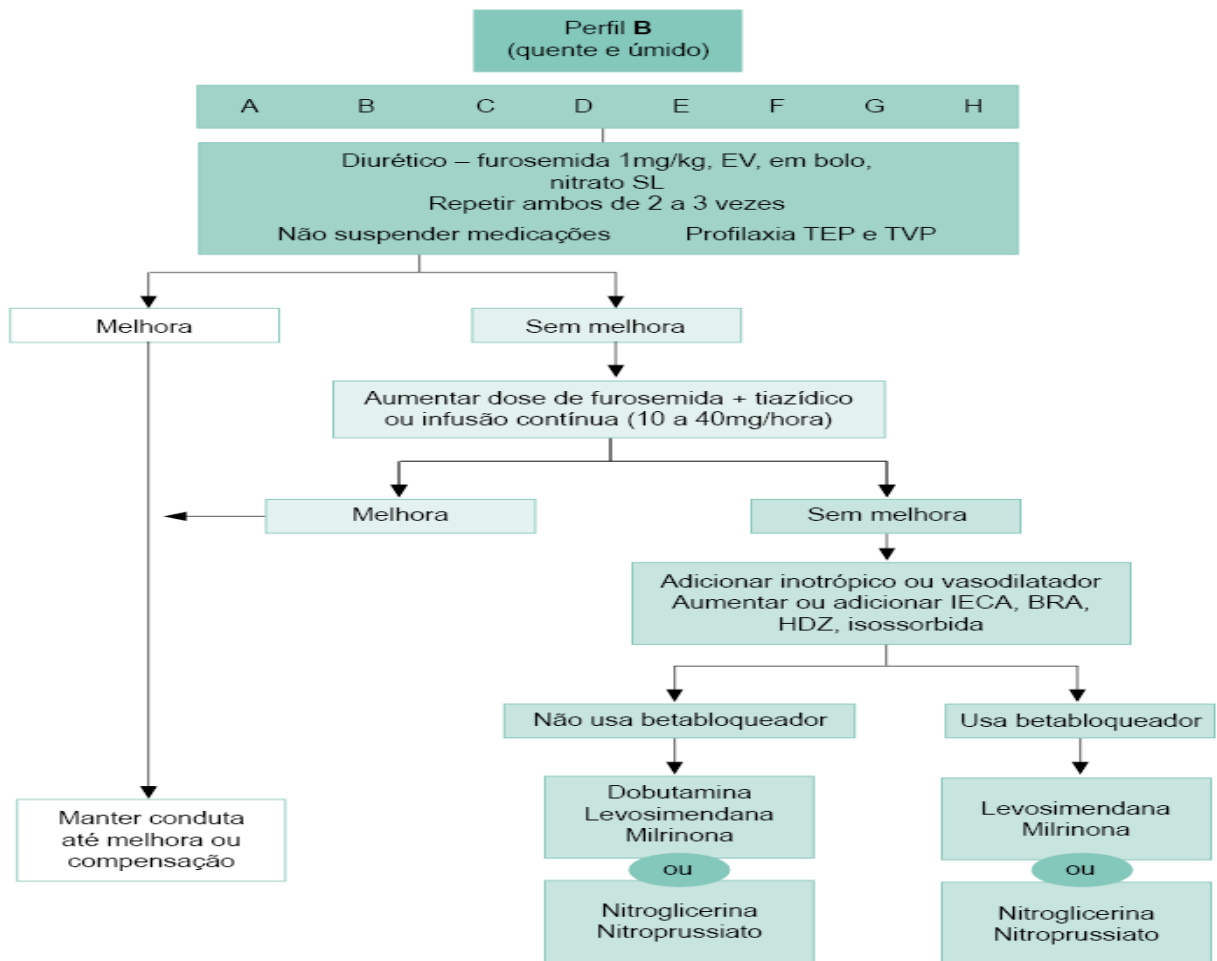 Perfil B
(quente e úmido)
A B C D E F G H
Diurético – furosemida 1mg/kg, EV, em bolo,
nitrato SL
Repetir ambos de 2 a 3 vezes
Não suspender medicações Profilaxia TEP e TVP
Melhora
Sem melhora
Aumentar dose de furosemida + tiazídico
ou infusão contínua (10 a 40mg/hora)
Melhora
Sem melhora
Adicionar inotrópico ou vasodilatador
Aumentar ou adicionar IECA, BRA,
HDZ, isossorbida
Não usa betabloqueador
Usa betabloqueador
Manter conduta
até melhora ou
compensação
Dobutamina
Levosimendana
Milrinona
ou
Nitroglicerina
Nitroprussiato
Levosimendana
Milrinona
ou
Nitroglicerina
Nitroprussiato